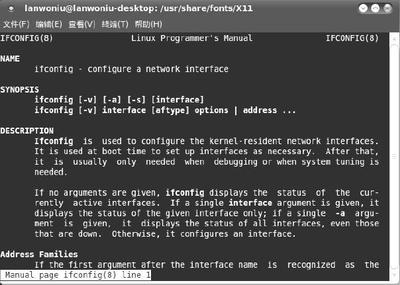 lanwoniu@lanwoniu-desktop: /usr/share/fonts/X11
文件(F) 编辑(E) 查看(V) 终端(T) 帮助(H)
IFCONFIG(8) Linux Programmer's Manual IFCONFIG(8)
NAME
ifconfig - configure a network interface
SYNOPSIS
ifconfig [-v] [-a] [-s] [interface]
ifconfig [-v] interface [aftype] options | address ...
DESCRIPTION
Ifconfig is used to configure the kernel-resident network interfaces.
It is used at boot time to set up interfaces as necessary. After that,
it is usually only needed when debugging or when system tuning is
needed.
If no arguments are given, ifconfig displays the status of the cur-
rently active interfaces. If a single interface argument is given, it
displays the status of the given interface only; if a single -a argu-
ment is given, it displays the status of all interfaces, even those
that are down. Otherwise, it configures an interface.
Address Families
If the first argument after the interface name is recognized as the
Manual page ifconfig(8) line 1